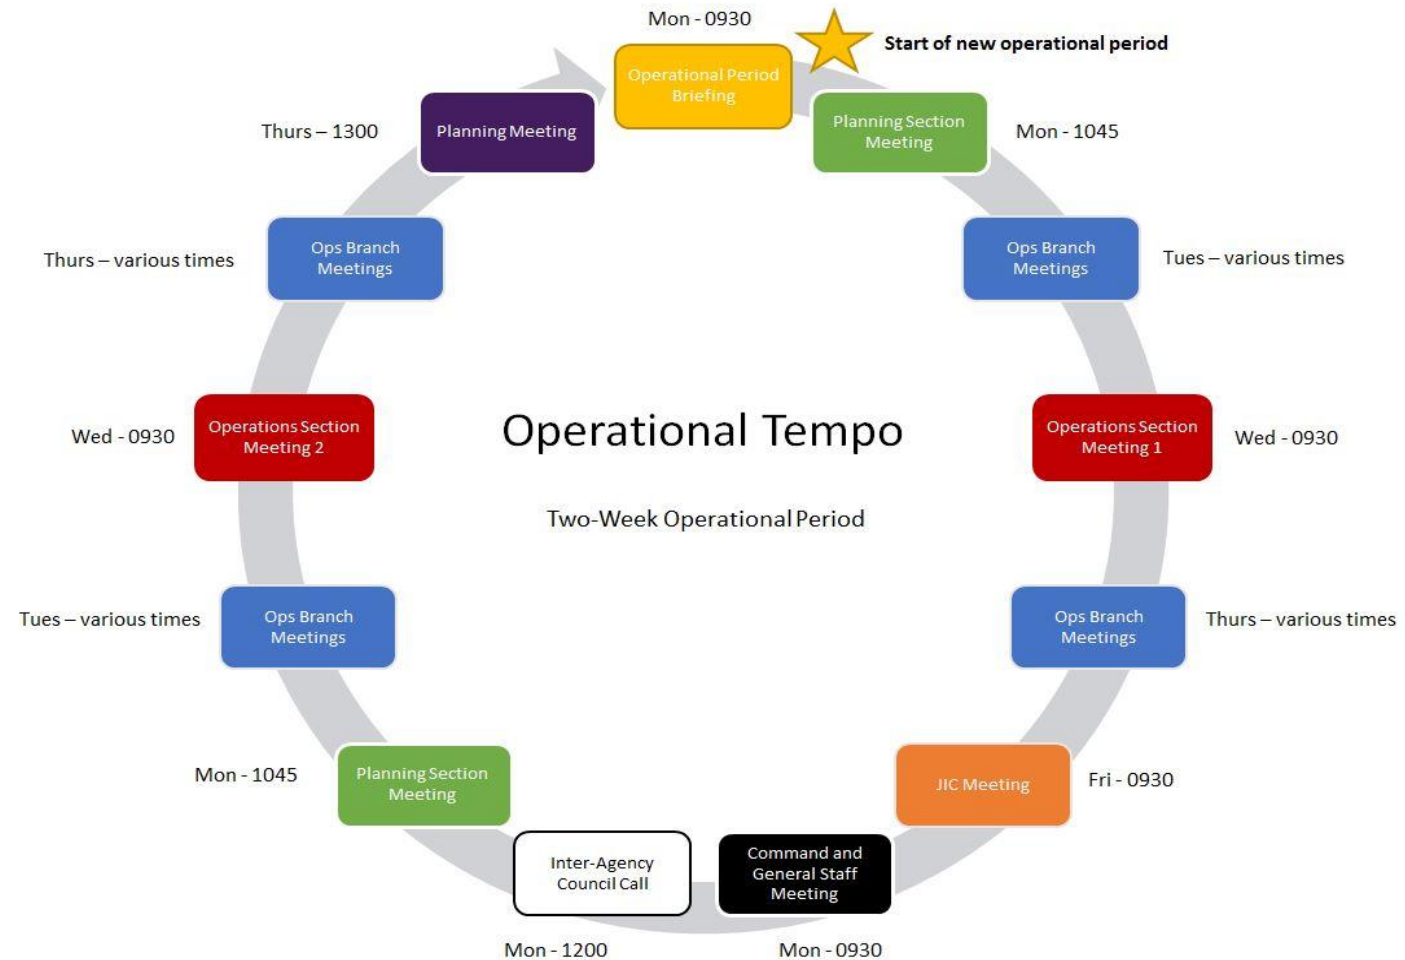 Mon - 0930
Operational Period
Briefing
Start of new operational period
Planning Section
Meeting
Mon - 1045
Ops Branch
Meetings
Tues – various times
Operations Section
Meeting 1
Wed - 0930
Ops Branch
Meetings
Thurs – various times
JIC Meeting
Fri - 0930
Command and
General Staff
Meeting
Mon - 0930
Inter-Agency
Council Call
Mon - 1200
Planning Section
Meeting
Mon - 1045
Ops Branch
Meetings
Tues – various times
Operations Section
Meeting 2
Wed - 0930
Ops Branch
Meetings
Thurs – various times
Planning Meeting
Thurs – 1300
Operational Tempo
Two-Week Operational Period